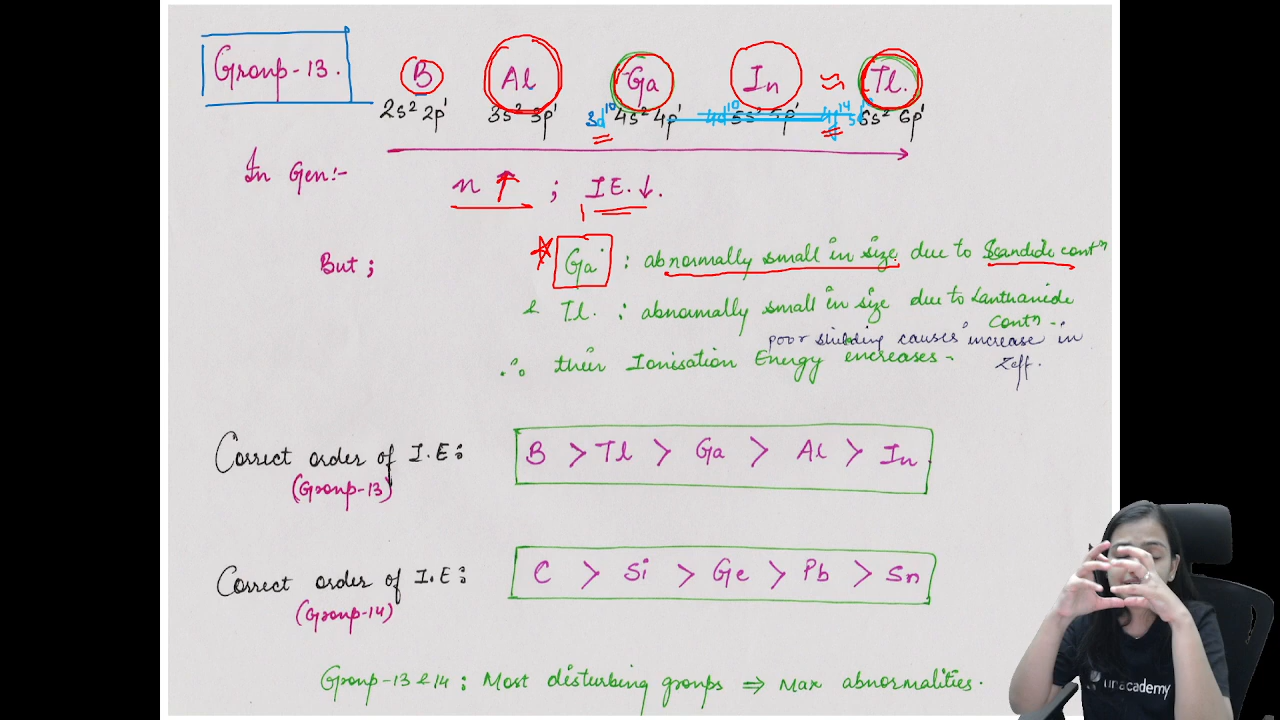 Group-13.
B Al Ga In ≈ Tl.
2s² 2p¹ 3s² 3p¹ 3d¹⁰ 4s² 4p¹ 4d¹⁰ 5s² 5p¹ 4f¹⁴ 5d¹⁰ 6s² 6p¹
In Gen:-
n ↑ ; I.E. ↓.
But ;
Ga : abnormally small in size due to Scandide contn
& Tl. : abnormally small in size due to Lanthanide
contn -.
poor shielding causes increase in
Zeff.
∴ their Ionisation Energy encreases -
Correct order of I.E :
(Group-13)
B > Tl > Ga > Al > In.
Correct order of I.E :
(Group-14)
C > Si > Ge > Pb > Sn
Group-13 & 14 : Most disturbing groups ⇒ Max abnormalities.